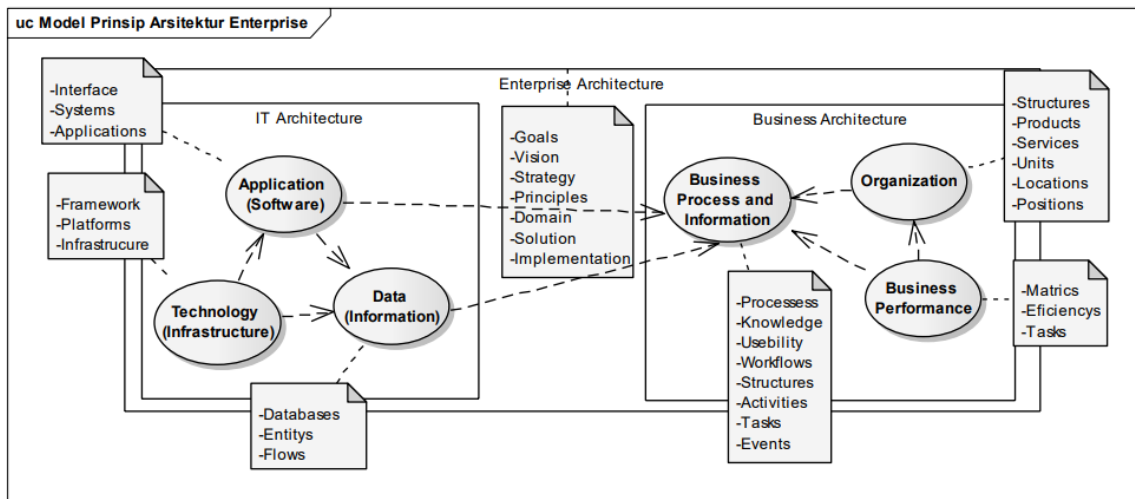 uc Model Prinsip Arsitektur Enterprise
Enterprise Architecture
-Interface
-Systems
-Applications
IT Architecture
-Framework
-Platforms
-Infrastrucure
Application
(Software)
Technology
(Infrastructure)
Data
(Information)
-Databases
-Entitys
-Flows
-Goals
-Vision
-Strategy
-Principles
-Domain
-Solution
-Implementation
Business Architecture
Business
Process and
Information
Organization
Business
Performance
-Structures
-Products
-Services
-Units
-Locations
-Positions
-Matrics
-Eficiencys
-Tasks
-Processess
-Knowledge
-Usebility
-Workflows
-Structures
-Activities
-Tasks
-Events